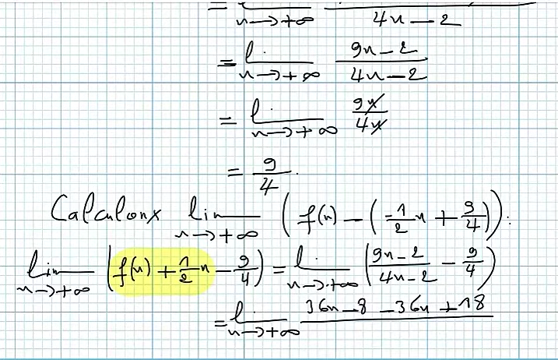 = lim x→+∞ 4x-2
= lim x→+∞ 9x-2 / 4x-2
= lim x→+∞ 9x / 4x
= 9/4.
Calculons lim x→+∞ (f(x) - (-1/2 x + 9/4)):
lim x→+∞ (f(x) + 1/2 x - 9/4) = lim x→+∞ (9x-2 / 4x-2 - 9/4)
= lim x→+∞ 36x-8-36x+18